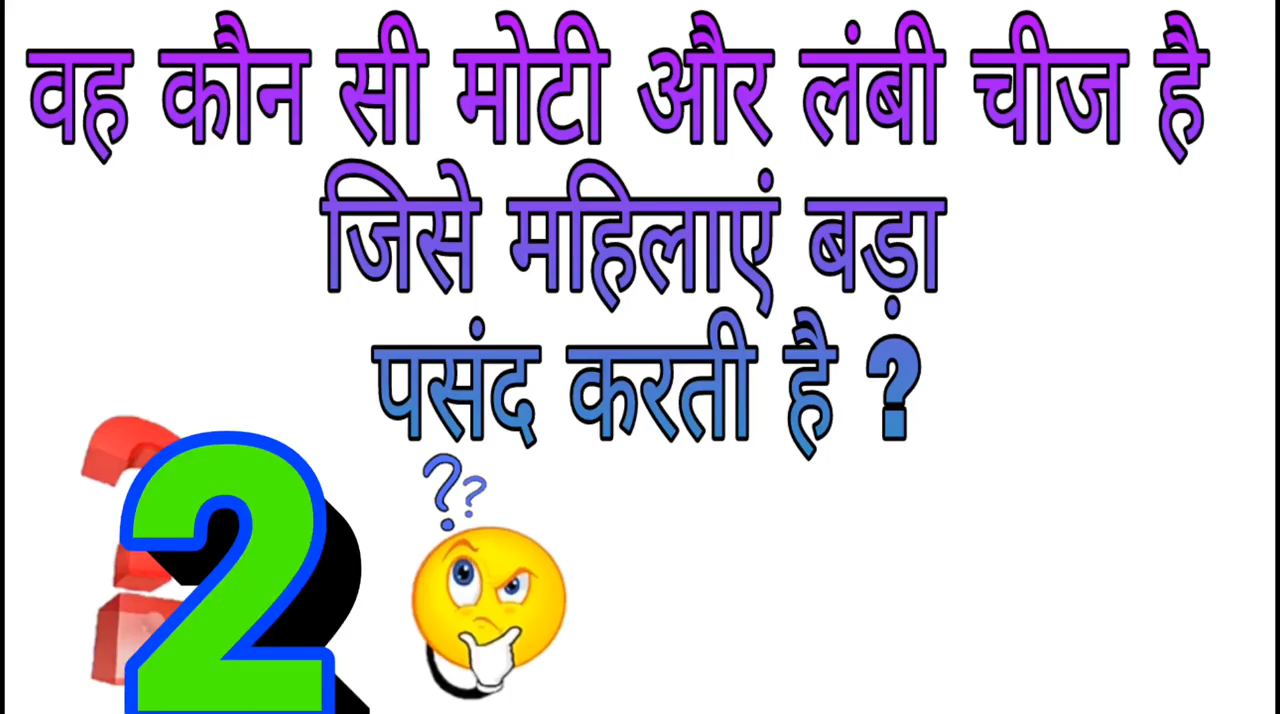 वह कौन सी मोटी और लंबी चीज है
जिसे महिलाएं बड़ा
पसंद करती है ?
??
2